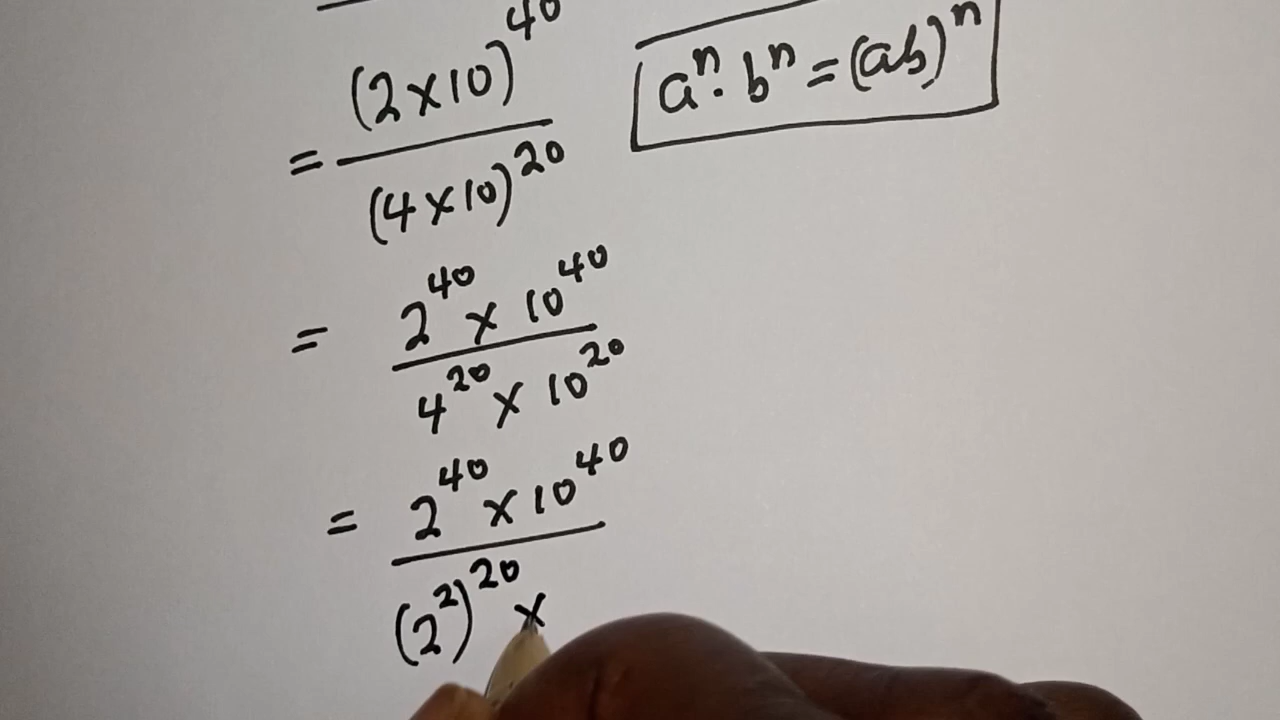 (2×10)^40
= ―――
(4×10)^20
a^n · b^n = (ab)^n
2^40 × 10^40
= ―――
4^20 × 10^20
2^40 × 10^40
= ―――
(2^2)^20 ×